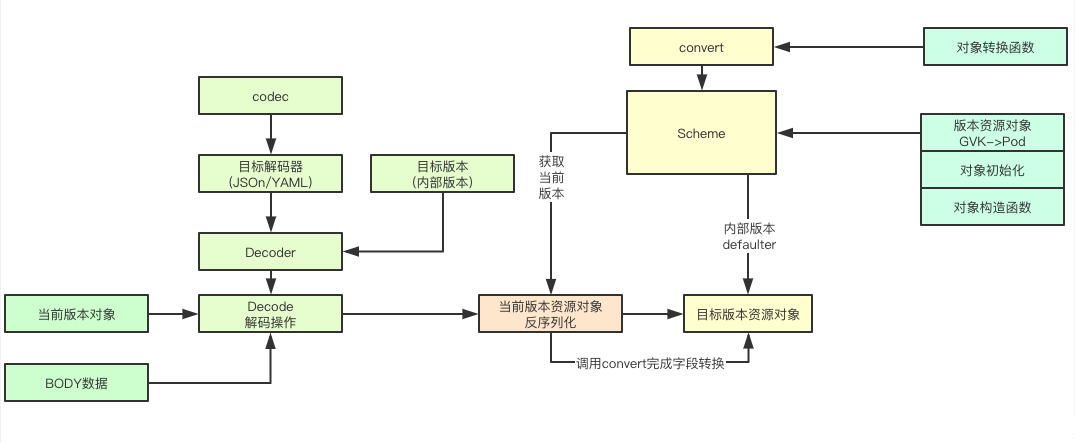 convert
对象转换函数
codec
Scheme
版本资源对象
GVK->Pod
对象初始化
对象构造函数
目标解码器
(JSOn/YAML)
目标版本
(内部版本)
获取
当前
版本
内部版本
defaulter
Decoder
当前版本对象
Decode
解码操作
当前版本资源对象
反序列化
目标版本资源对象
调用convert完成字段转换
BODY数据